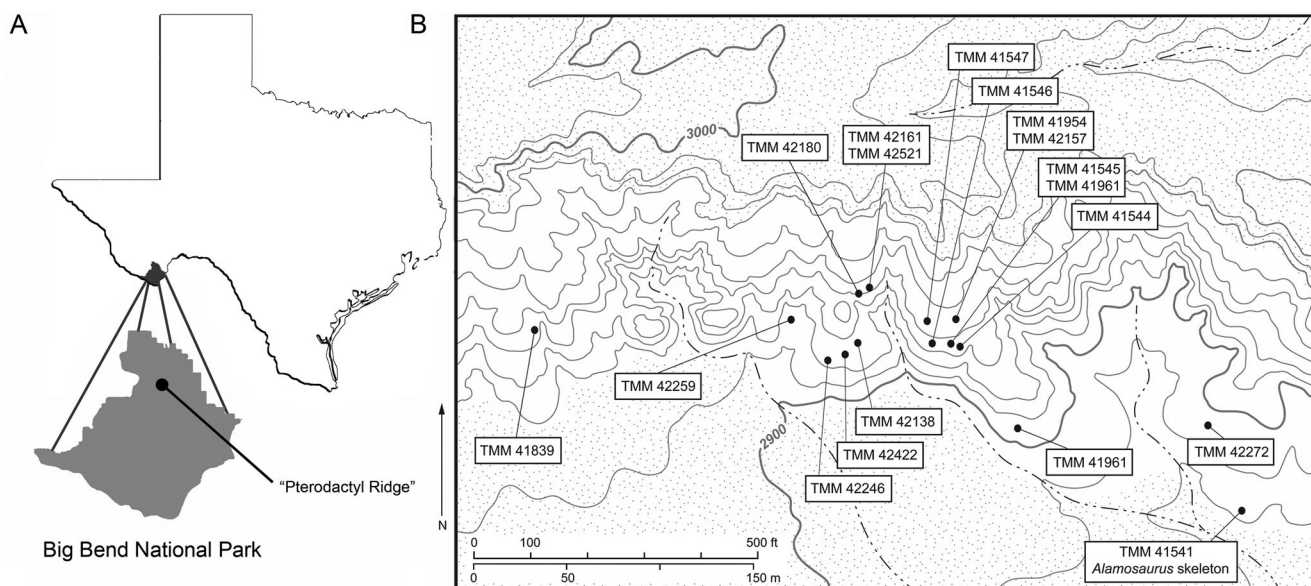 A
B
"Pterodactyl Ridge"
Big Bend National Park
N
3000
2900
TMM 41547
TMM 41546
TMM 41954
TMM 42157
TMM 42180
TMM 42161
TMM 42521
TMM 41545
TMM 41961
TMM 41544
TMM 42259
TMM 41839
TMM 42138
TMM 42422
TMM 42246
TMM 41961
TMM 42272
TMM 41541
Alamosaurus skeleton
0 100 500 ft
0 50 150 m